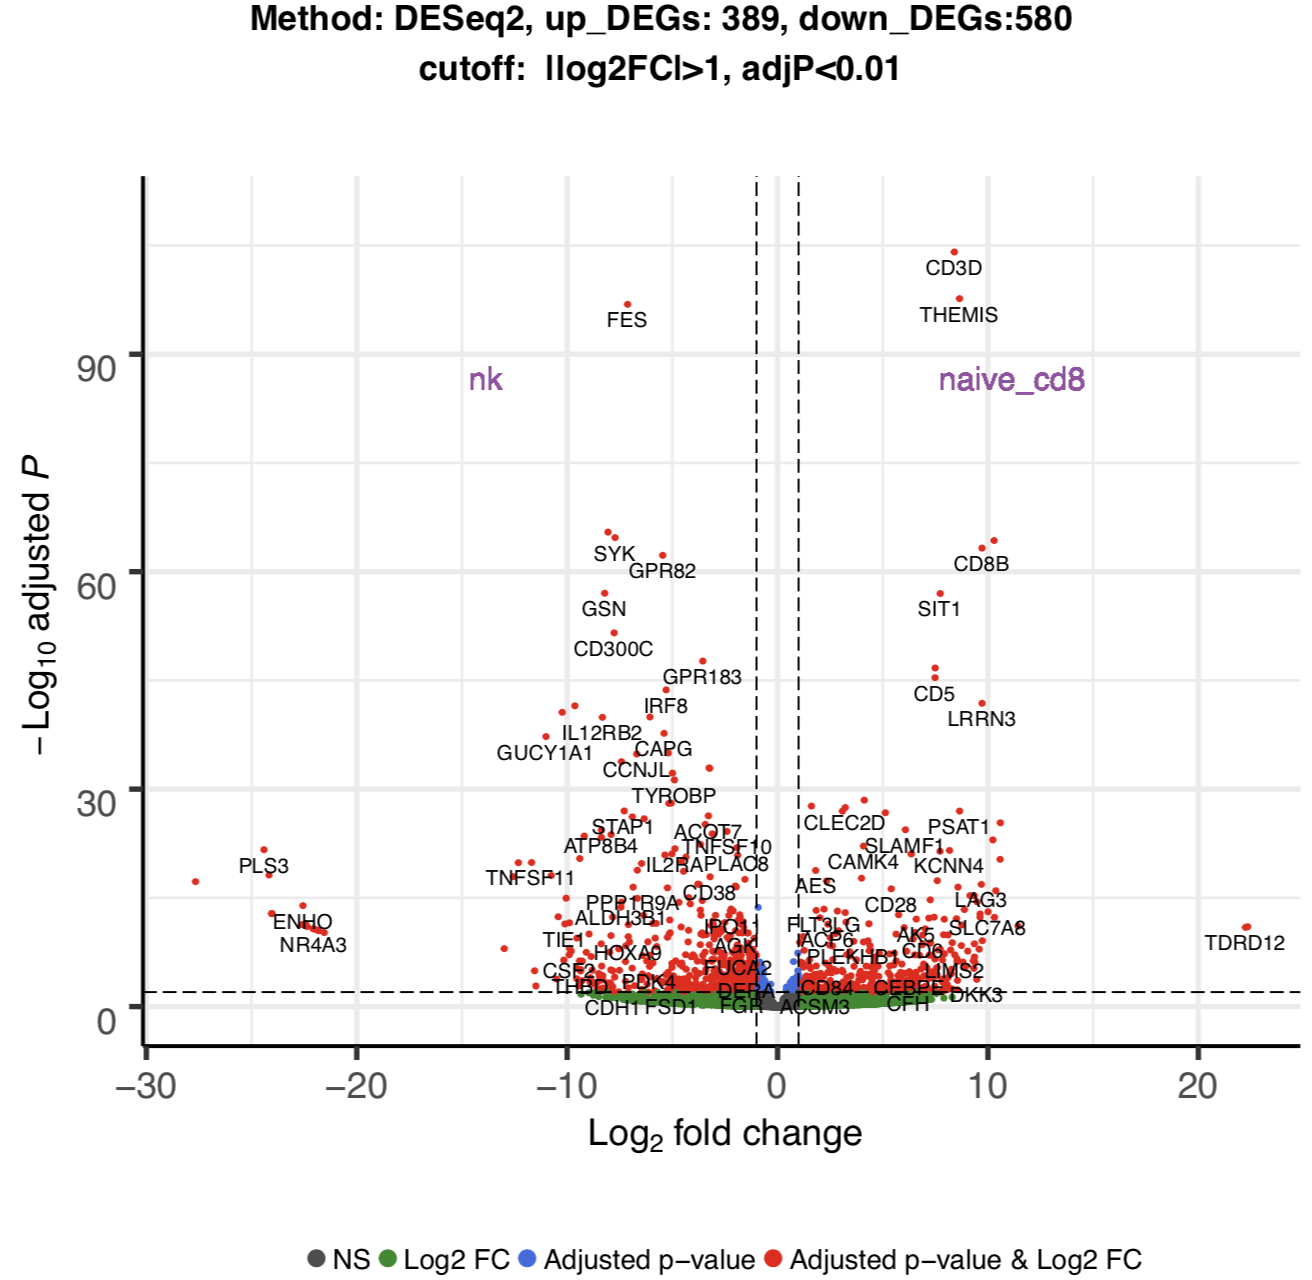 Method: DESeq2, up_DEGs: 389, down_DEGs:580
cutoff:  |log2FC|>1, adjP<0.01
CD3D
THEMIS
FES
90
nk
naive_cd8
SYK
CD8B
GPR82
60
GSN
SIT1
CD300C
GPR183
CD5
IRF8
LRRN3
IL12RB2
GUCY1A1
CAPG
CCNJL
TYROBP
30
STAP1
ACOT7
CLEC2D
PSAT1
ATP8B4
TNFSF10
SLAMF1
PLS3
IL2RA
PLAC8
CAMK4
KCNN4
TNFSF11
AES
CD38
PPP1R9A
CD28
LAG3
ENHO
ALDH3B1
IPO11
FLT3LG
SLC7A8
NR4A3
TIE1
ACP6
AK5
TDRD12
HOXA9
AGK
PLEKHB1
CD6
CSF2
FUCA2
LIMS2
THBD
PDK4
DERA
CD84
CEBPE
DKK3
CDH1
FSD1
FGR
ACSM3
CFH
0
−30
−20
−10
0
10
20
−Log10 adjusted P
Log2 fold change
NS
Log2 FC
Adjusted p−value
Adjusted p−value & Log2 FC